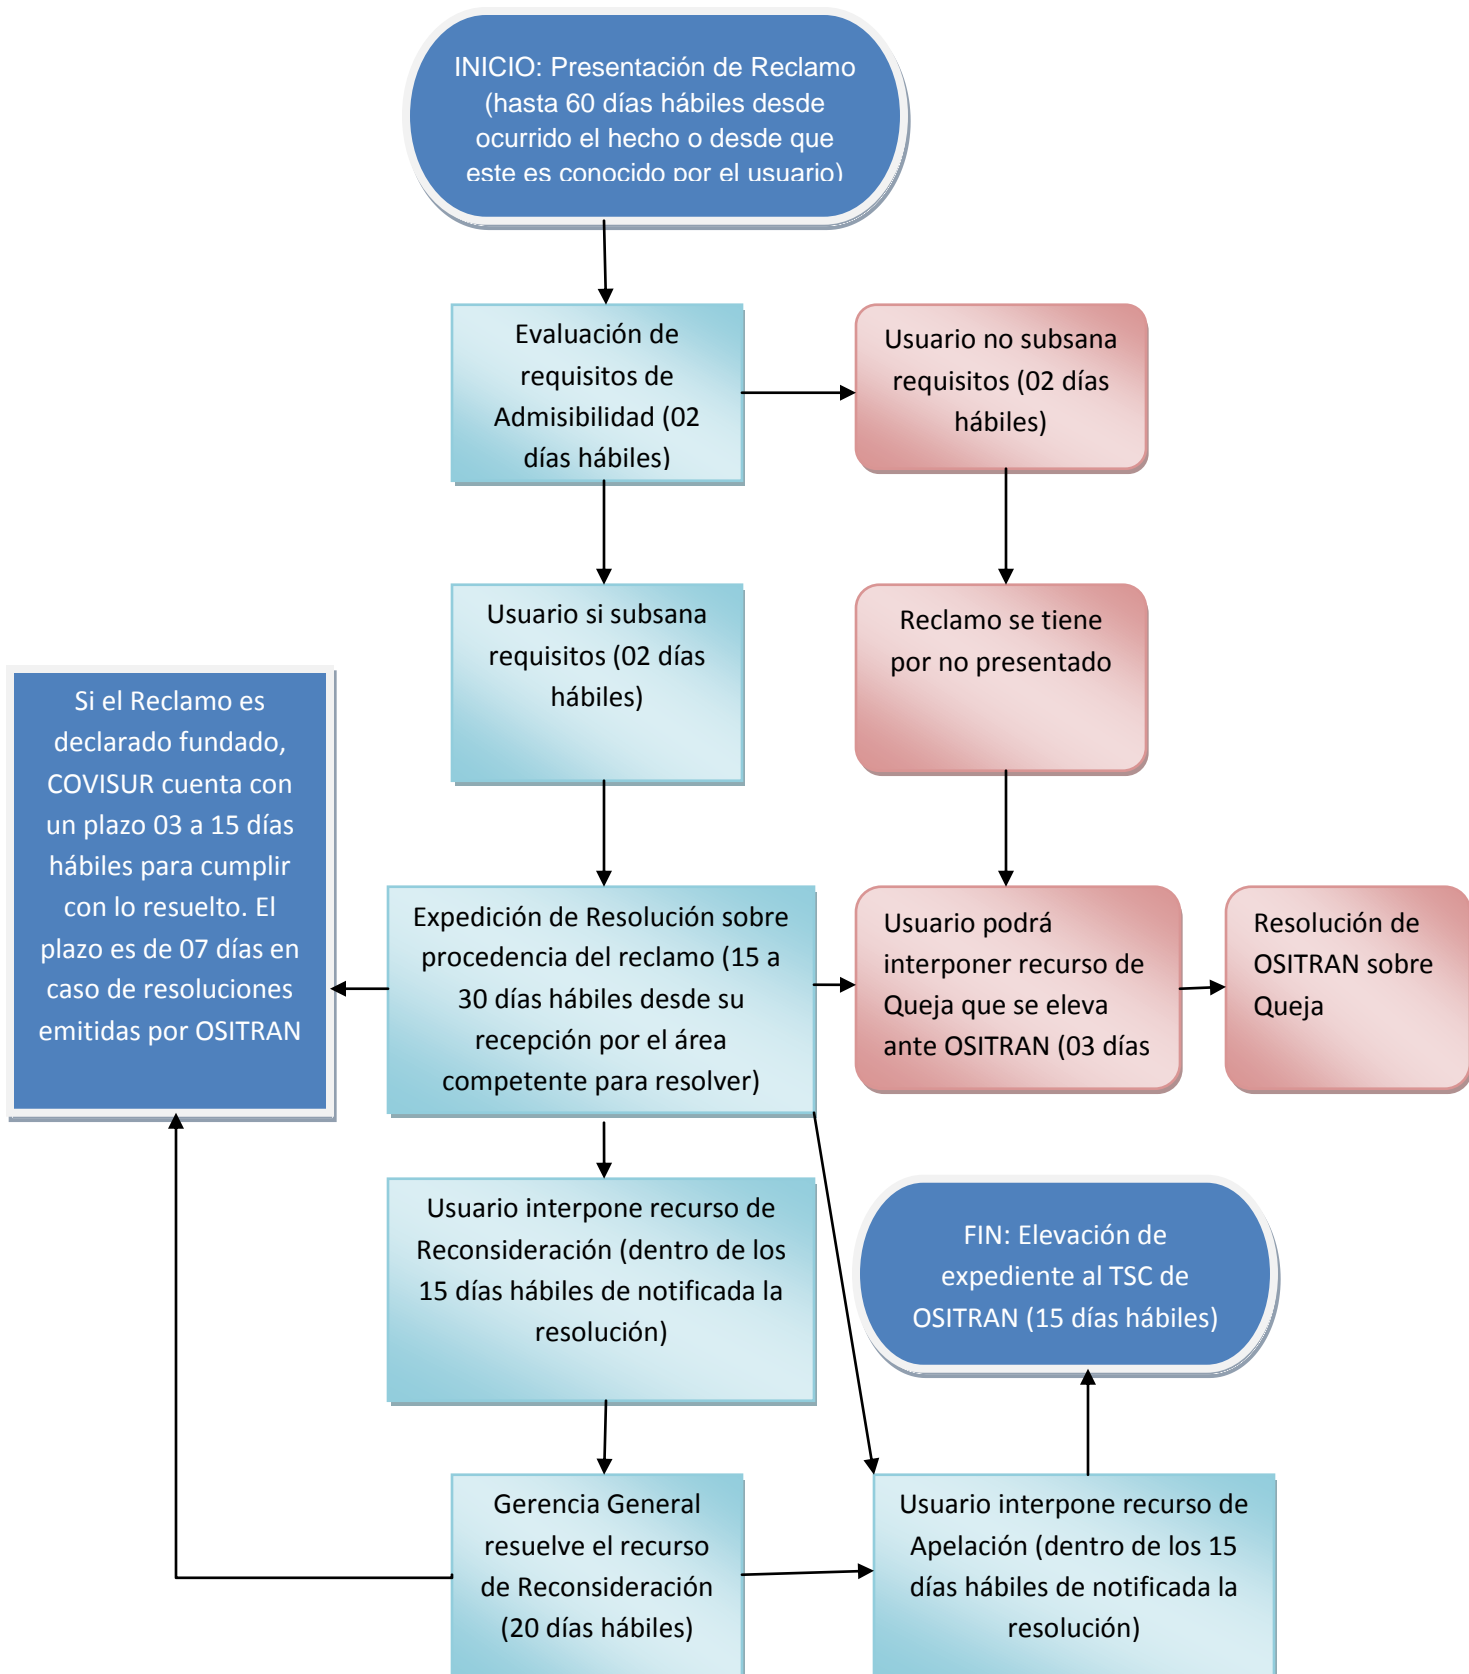 INICIO: Presentación de Reclamo
(hasta 60 días hábiles desde
ocurrido el hecho o desde que
este es conocido por el usuario)
Evaluación de
requisitos de
Admisibilidad (02
días hábiles)
Usuario no subsana
requisitos (02 días
hábiles)
Usuario si subsana
requisitos (02 días
hábiles)
Reclamo se tiene
por no presentado
Si el Reclamo es
declarado fundado,
COVISUR cuenta con
un plazo 03 a 15 días
hábiles para cumplir
con lo resuelto. El
plazo es de 07 días en
caso de resoluciones
emitidas por OSITRAN
Expedición de Resolución sobre
procedencia del reclamo (15 a
30 días hábiles desde su
recepción por el área
competente para resolver)
Usuario podrá
interponer recurso de
Queja que se eleva
ante OSITRAN (03 días
Resolución de
OSITRAN sobre
Queja
Usuario interpone recurso de
Reconsideración (dentro de los
15 días hábiles de notificada la
resolución)
FIN: Elevación de
expediente al TSC de
OSITRAN (15 días hábiles)
Gerencia General
resuelve el recurso
de Reconsideración
(20 días hábiles)
Usuario interpone recurso de
Apelación (dentro de los 15
días hábiles de notificada la
resolución)